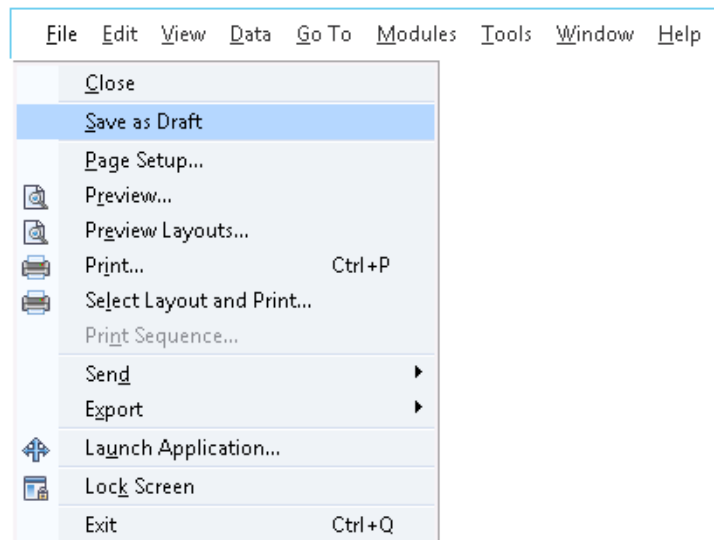 File Edit View Data Go To Modules Tools Window Help
Close
Save as Draft
Page Setup...
Preview...
Preview Layouts...
Print... Ctrl+P
Select Layout and Print...
Print Sequence...
Send
Export
Launch Application...
Lock Screen
Exit Ctrl+Q